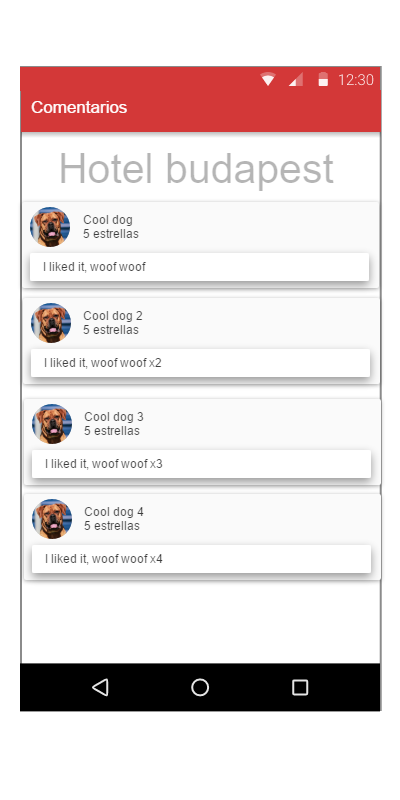 12:30
Comentarios
Hotel budapest
Cool dog
5 estrellas
I liked it, woof woof
Cool dog 2
5 estrellas
I liked it, woof woof x2
Cool dog 3
5 estrellas
I liked it, woof woof x3
Cool dog 4
5 estrellas
I liked it, woof woof x4